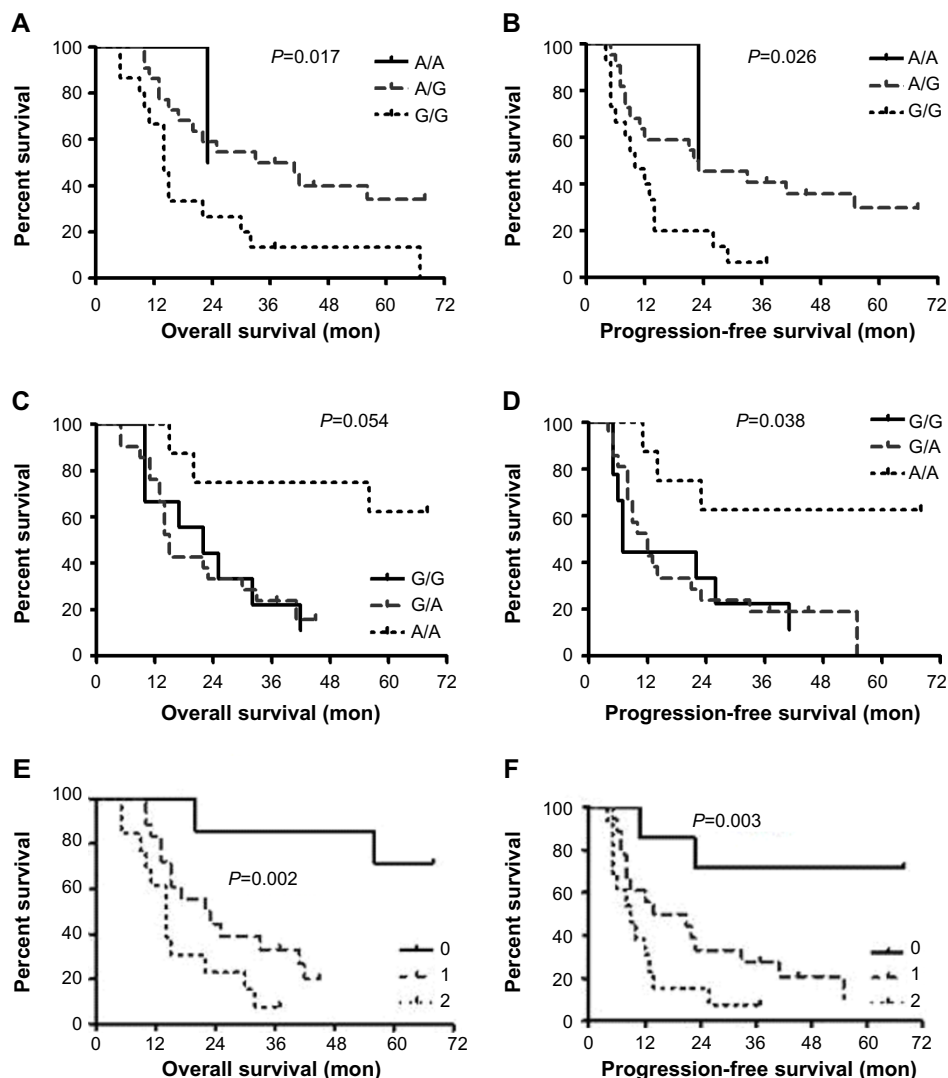 A
P=0.017
A/A
A/G
G/G
Percent survival
100
80
60
40
20
0
0 12 24 36 48 60 72
Overall survival (mon)
B
P=0.026
A/A
A/G
G/G
Percent survival
100
80
60
40
20
0
0 12 24 36 48 60 72
Progression-free survival (mon)
C
P=0.054
G/G
G/A
A/A
Percent survival
100
80
60
40
20
0
0 12 24 36 48 60 72
Overall survival (mon)
D
P=0.038
G/G
G/A
A/A
Percent survival
100
80
60
40
20
0
0 12 24 36 48 60 72
Progression-free survival (mon)
E
P=0.002
0
1
2
Percent survival
100
80
60
40
20
0
0 12 24 36 48 60 72
Overall survival (mon)
F
P=0.003
0
1
2
Percent survival
100
80
60
40
20
0
0 12 24 36 48 60 72
Progression-free survival (mon)